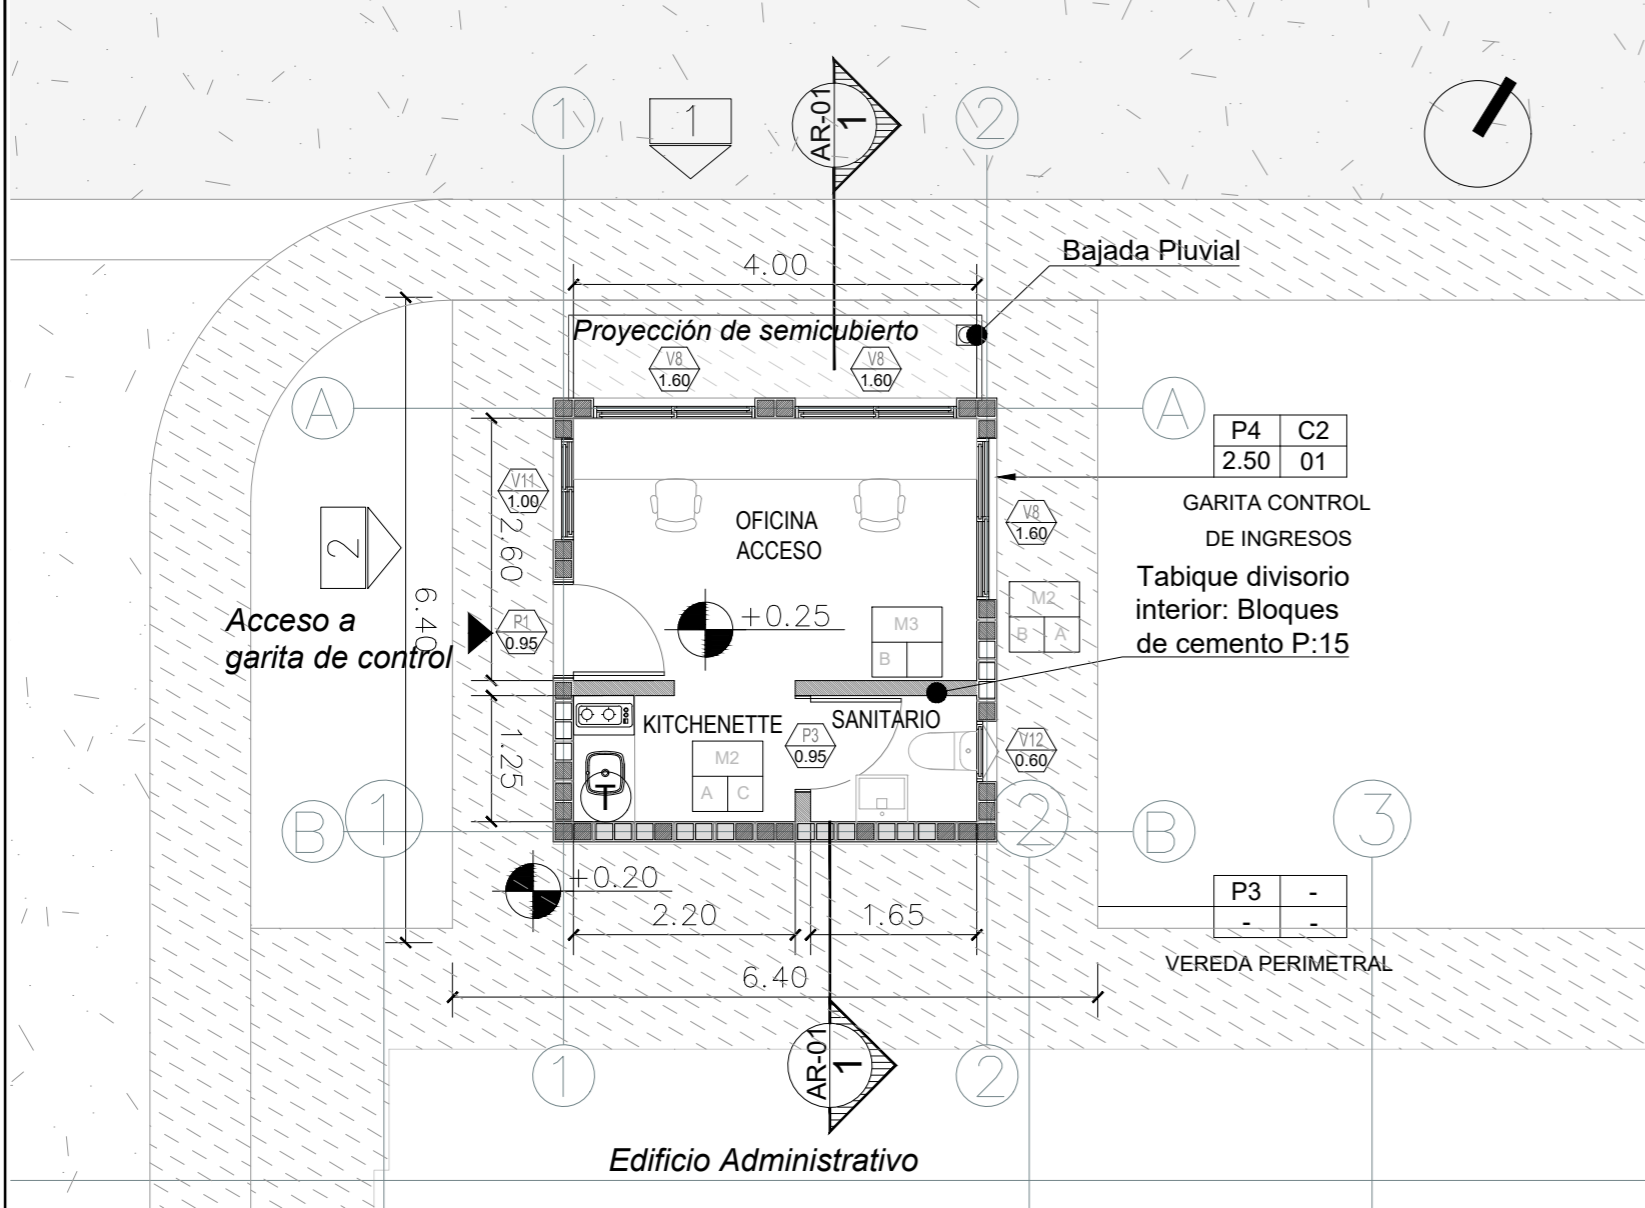 1
1
AR-01
1
2
Bajada Pluvial
4.00
Proyección de semicubierto
V8
1.60
V8
1.60
A
A
P4 C2
2.50 01
GARITA CONTROL
DE INGRESOS
V11
1.00
2.60
OFICINA
ACCESO
V8
1.60
2
Tabique divisorio
interior: Bloques
de cemento P:15
6.40
Acceso a
garita de control
P1
0.95
+0.25
M3
B
M2
B A
KITCHENETTE
SANITARIO
P3
0.95
M2
A C
V12
0.60
1.25
T
B
1
2
B
3
+0.20
2.20
1.65
P3 -
- -
VEREDA PERIMETRAL
6.40
1
AR-01
1
2
Edificio Administrativo